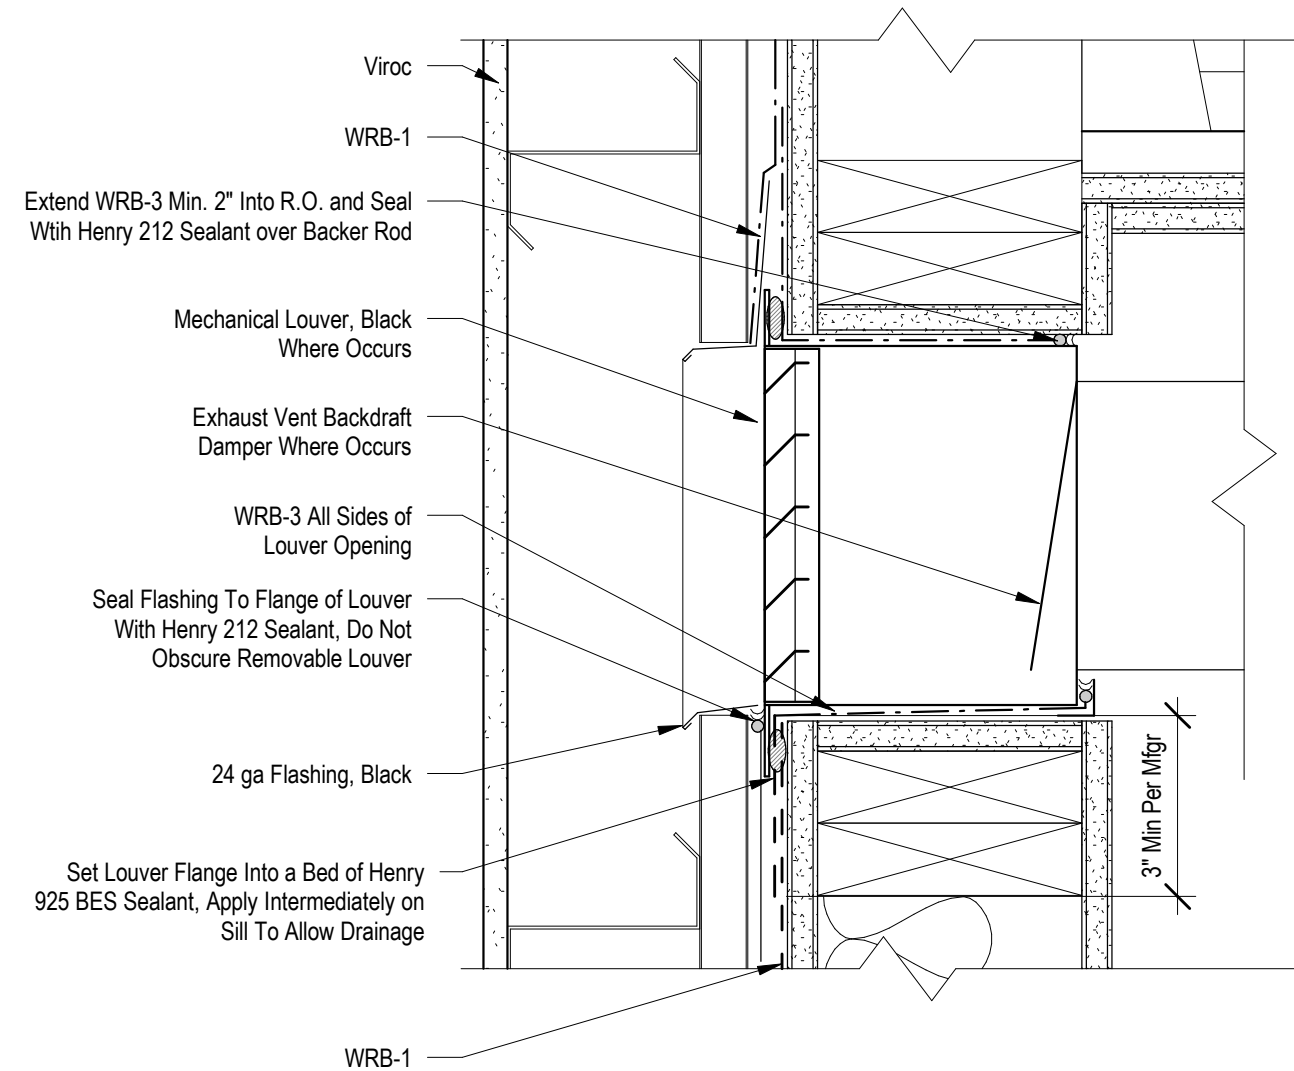 Viroc
WRB-1
Extend WRB-3 Min. 2" Into R.O. and Seal
Wtih Henry 212 Sealant over Backer Rod
Mechanical Louver, Black
Where Occurs
Exhaust Vent Backdraft
Damper Where Occurs
WRB-3 All Sides of
Louver Opening
Seal Flashing To Flange of Louver
With Henry 212 Sealant, Do Not
Obscure Removable Louver
24 ga Flashing, Black
Set Louver Flange Into a Bed of Henry
925 BES Sealant, Apply Intermediately on
Sill To Allow Drainage
WRB-1
3" Min Per Mfgr